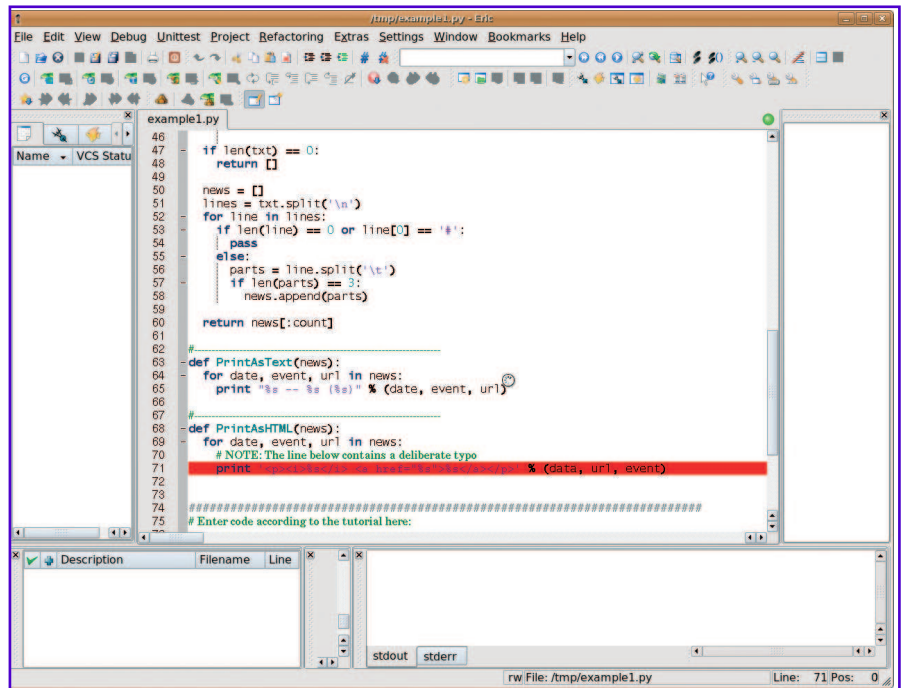 /tmp/example1.py - Eric
File Edit View Debug Unittest Project Refactoring Extras Settings Window Bookmarks Help
example1.py
Name VCS Statu
46
47 if len(txt) == 0:
48 return []
49
50 news = []
51 lines = txt.split('\n')
52 for line in lines:
53 if len(line) == 0 or line[0] == '#':
54 pass
55 else:
56 parts = line.split('\t')
57 if len(parts) == 3:
58 news.append(parts)
59
60 return news[:count]
61
62 #------------------------------------------------------------
63 def PrintAsText(news):
64 for date, event, url in news:
65 print "%s -- %s (%s)" % (date, event, url)
66
67 #------------------------------------------------------------
68 def PrintAsHTML(news):
69 for date, event, url in news:
70 # NOTE: The line below contains a deliberate typo
71 print '<p><i>%s</i> <a href="%s">%s</a></p>' % (data, url, event)
72
73
74 ###########################################################################
75 # Enter code according to the tutorial here:
Description Filename Line
stdout stderr
rw File: /tmp/example1.py Line: 71 Pos: 0